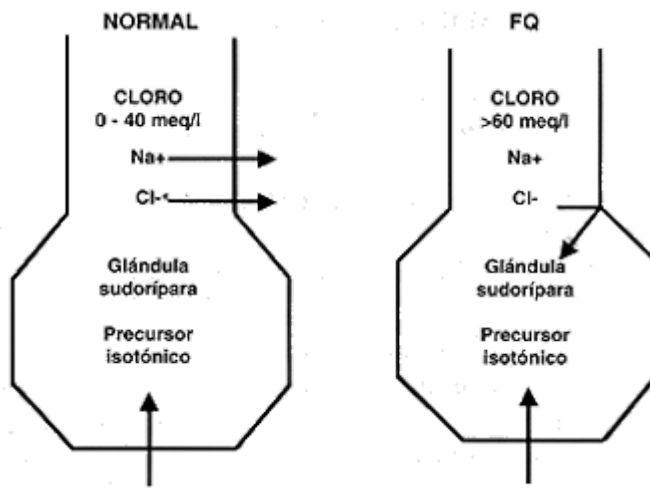 NORMAL
CLORO
0 - 40 meq/l
Na+
Cl-
Glándula
sudorípara
Precursor
isotónico
FQ
CLORO
>60 meq/l
Na+
Cl-
Glándula
sudorípara
Precursor
isotónico